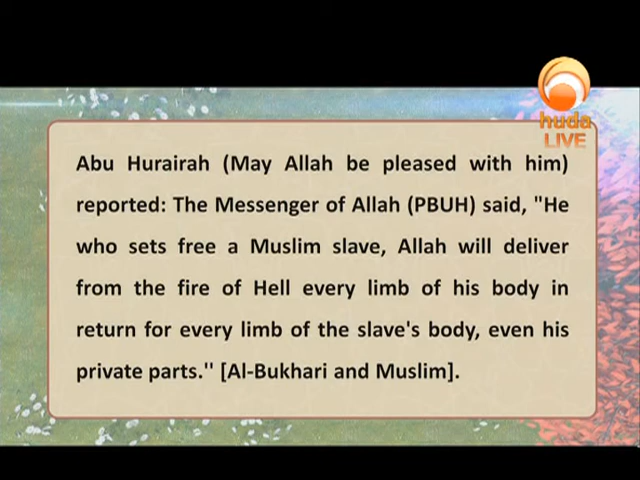 huda
LIVE
Abu Hurairah (May Allah be pleased with him)
reported: The Messenger of Allah (PBUH) said, "He
who sets free a Muslim slave, Allah will deliver
from the fire of Hell every limb of his body in
return for every limb of the slave's body, even his
private parts.'' [Al-Bukhari and Muslim].